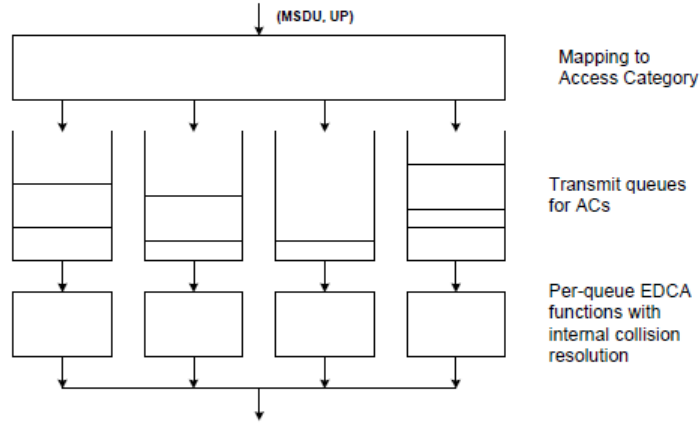 (MSDU, UP)
Mapping to
Access Category
Transmit queues
for ACs
Per-queue EDCA
functions with
internal collision
resolution